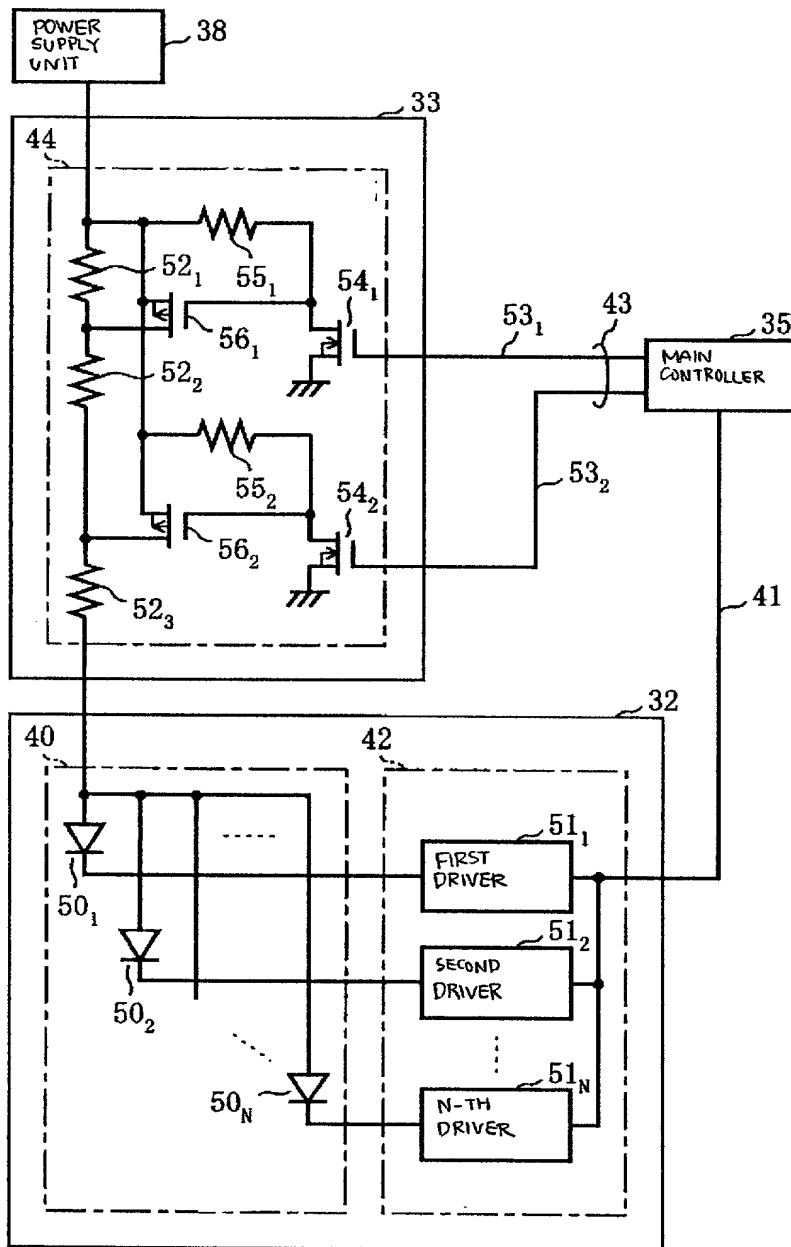 POWER
SUPPLY
UNIT
38
33
44
52₁
55₁
56₁
54₁
53₁
43
35
MAIN
CONTROLLER
52₂
55₂
56₂
54₂
53₂
52₃
41
32
40
42
51₁
FIRST
DRIVER
50₁
51₂
SECOND
DRIVER
50₂
51N
N-TH
DRIVER
50N